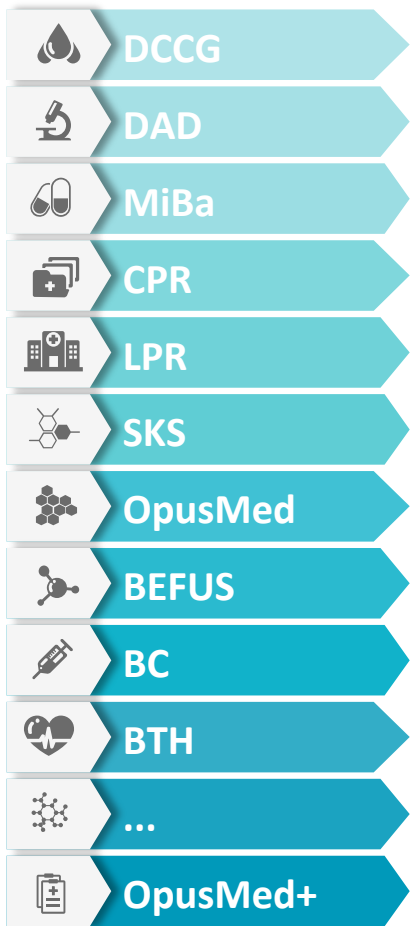 DCCG
DAD
MiBa
CPR
LPR
SKS
OpusMed
BEFUS
BC
BTH
...
OpusMed+